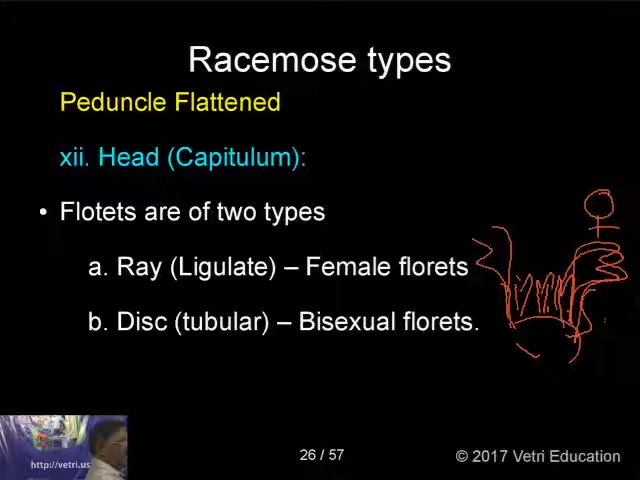 Racemose types
Peduncle Flattened
xii. Head (Capitulum):
• Flotets are of two types
a. Ray (Ligulate) – Female florets
b. Disc (tubular) – Bisexual florets.
http://vetri.us
26 / 57
© 2017 Vetri Education